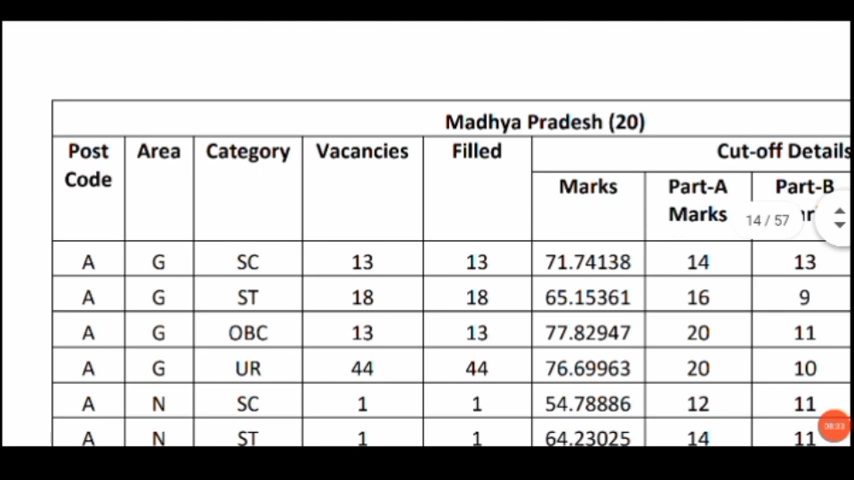 Madhya Pradesh (20)
Post Code Area Category Vacancies Filled Cut-off Details
Marks Part-A Marks Part-B
14 / 57
A G SC 13 13 71.74138 14 13
A G ST 18 18 65.15361 16 9
A G OBC 13 13 77.82947 20 11
A G UR 44 44 76.69963 20 10
A N SC 1 1 54.78886 12 11
A N ST 1 1 64.23025 14 11
08:33